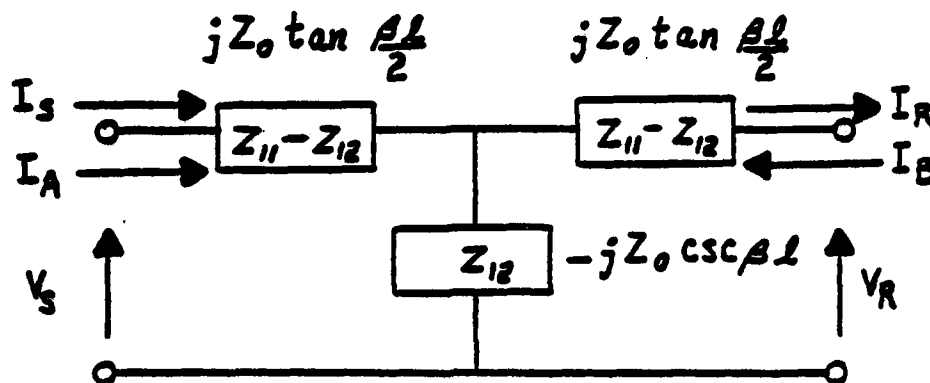 jZ₀ tan βℓ/2 jZ₀ tan βℓ/2
I_S I_R
Z₁₁–Z₁₂ Z₁₁–Z₁₂
I_A I_B
Z₁₂ –jZ₀ csc βℓ
V_S V_R